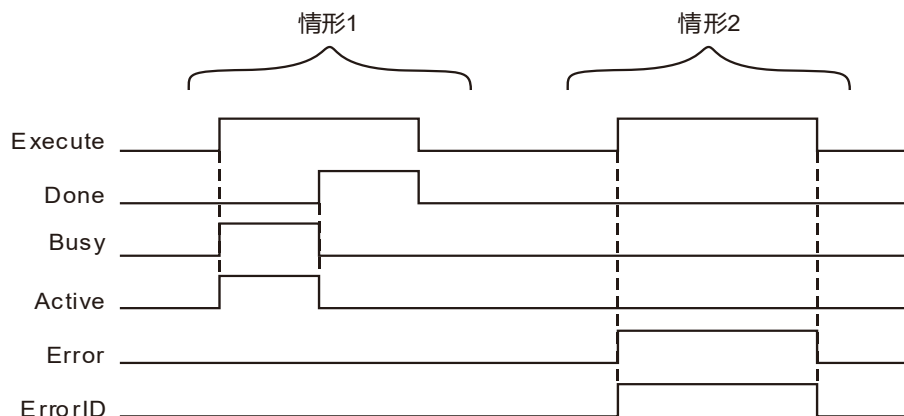 情形1
情形2
Execute
Done
Busy
Active
Error
ErrorID